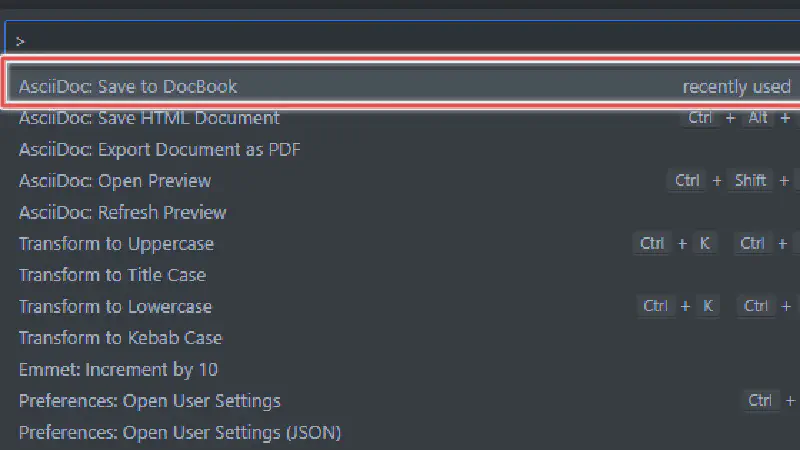 >
AsciiDoc: Save to DocBook recently used
AsciiDoc: Save HTML Document Ctrl + Alt +
AsciiDoc: Export Document as PDF
AsciiDoc: Open Preview Ctrl + Shift +
AsciiDoc: Refresh Preview
Transform to Uppercase Ctrl + K Ctrl +
Transform to Title Case
Transform to Lowercase Ctrl + K Ctrl +
Transform to Kebab Case
Emmet: Increment by 10
Preferences: Open User Settings Ctrl +
Preferences: Open User Settings (JSON)